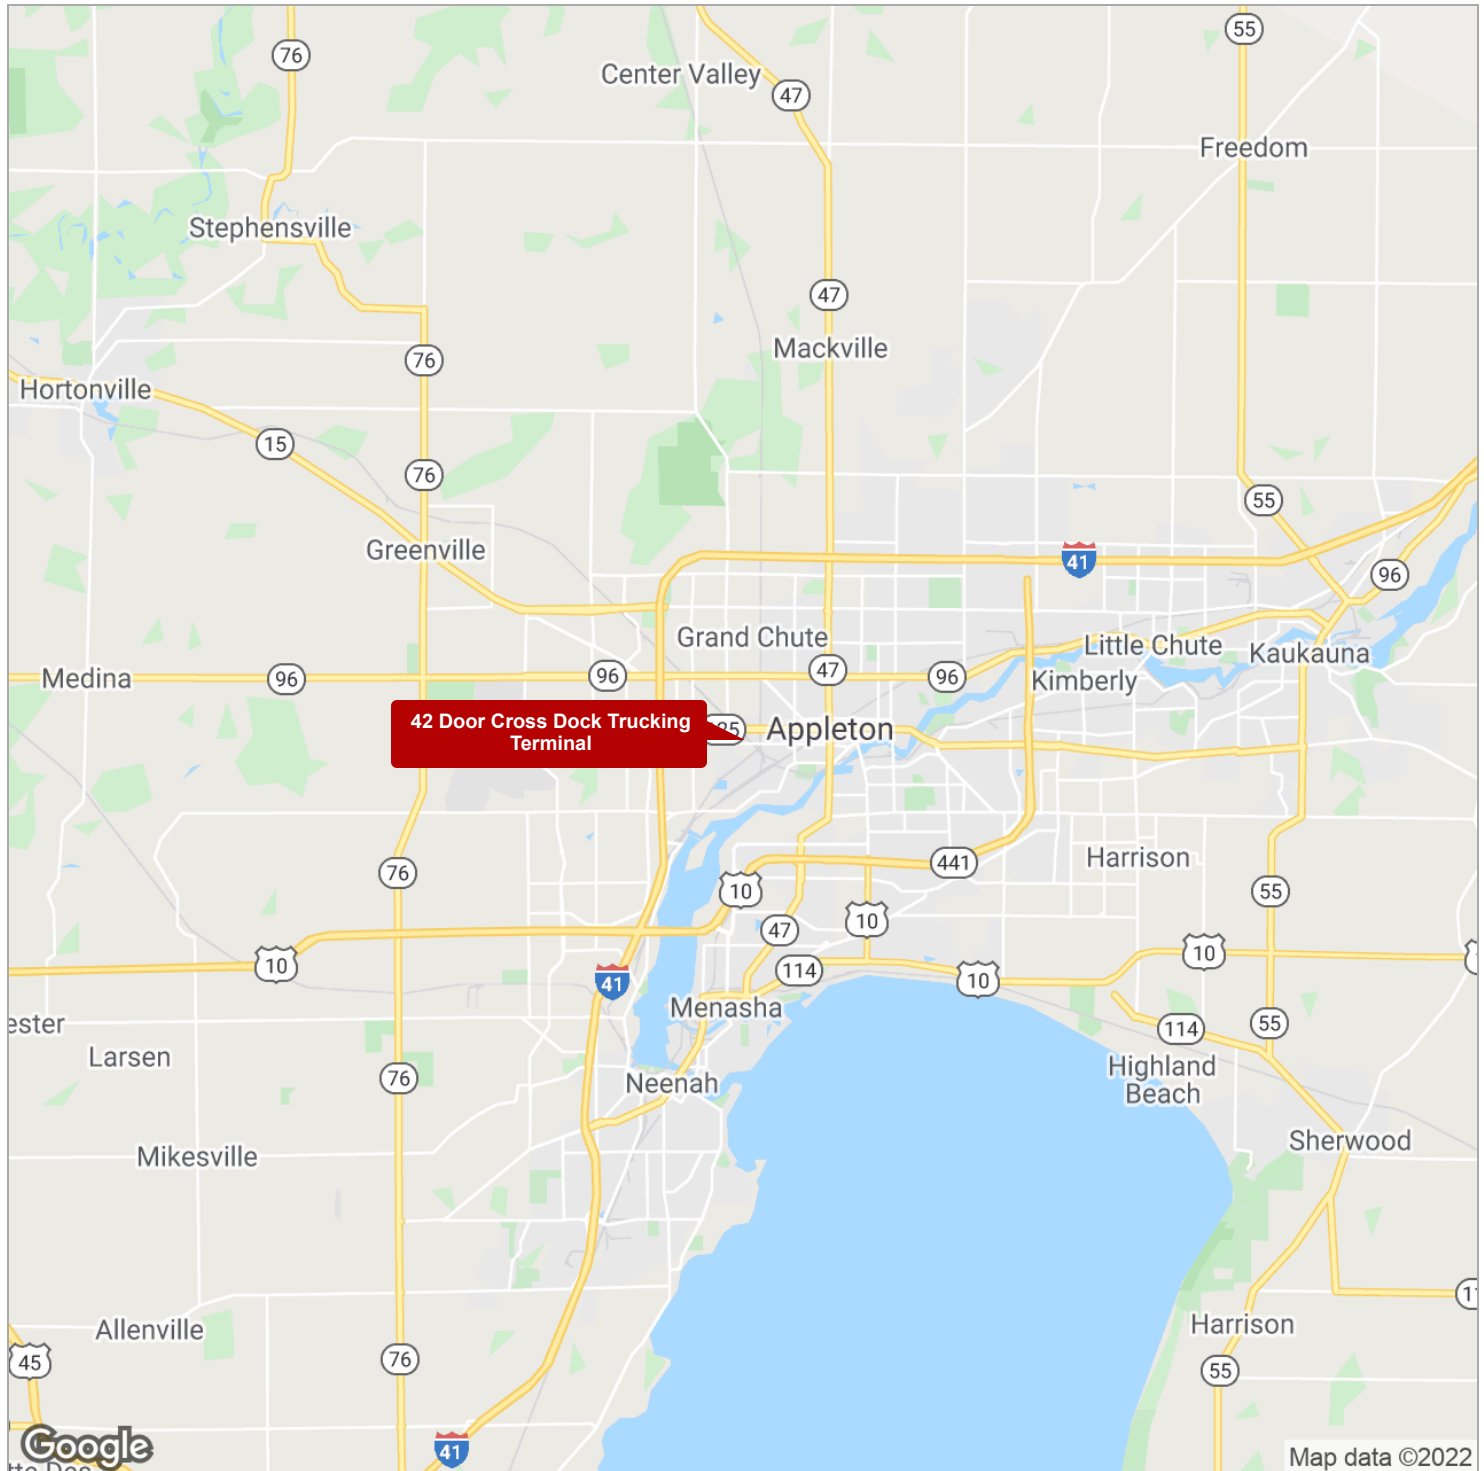 55
76
Center Valley
47
Freedom
Stephensville
47
Mackville
76
Hortonville
15
76
55
Greenville
41
96
Grand Chute
Little Chute
Kaukauna
Medina
96
96
47
96
Kimberly
42 Door Cross Dock Trucking
Terminal
Appleton
Harrison
441
76
10
55
47
10
10
10
114
10
41
Menasha
114
55
Larsen
Highland
Beach
76
Neenah
Sherwood
Mikesville
Harrison
Allenville
45
76
55
Google
41
Map data ©2022